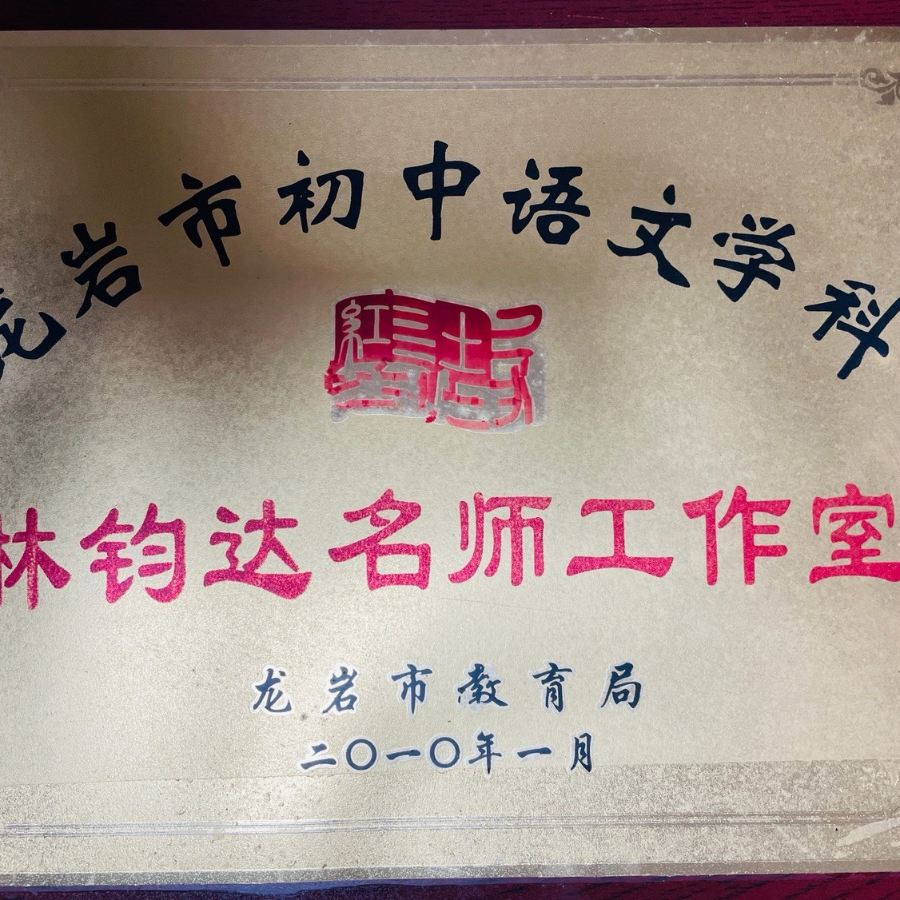 龙岩市初中语文学科
林钧达名师工作室
龙岩市教育局
二〇一〇年一月